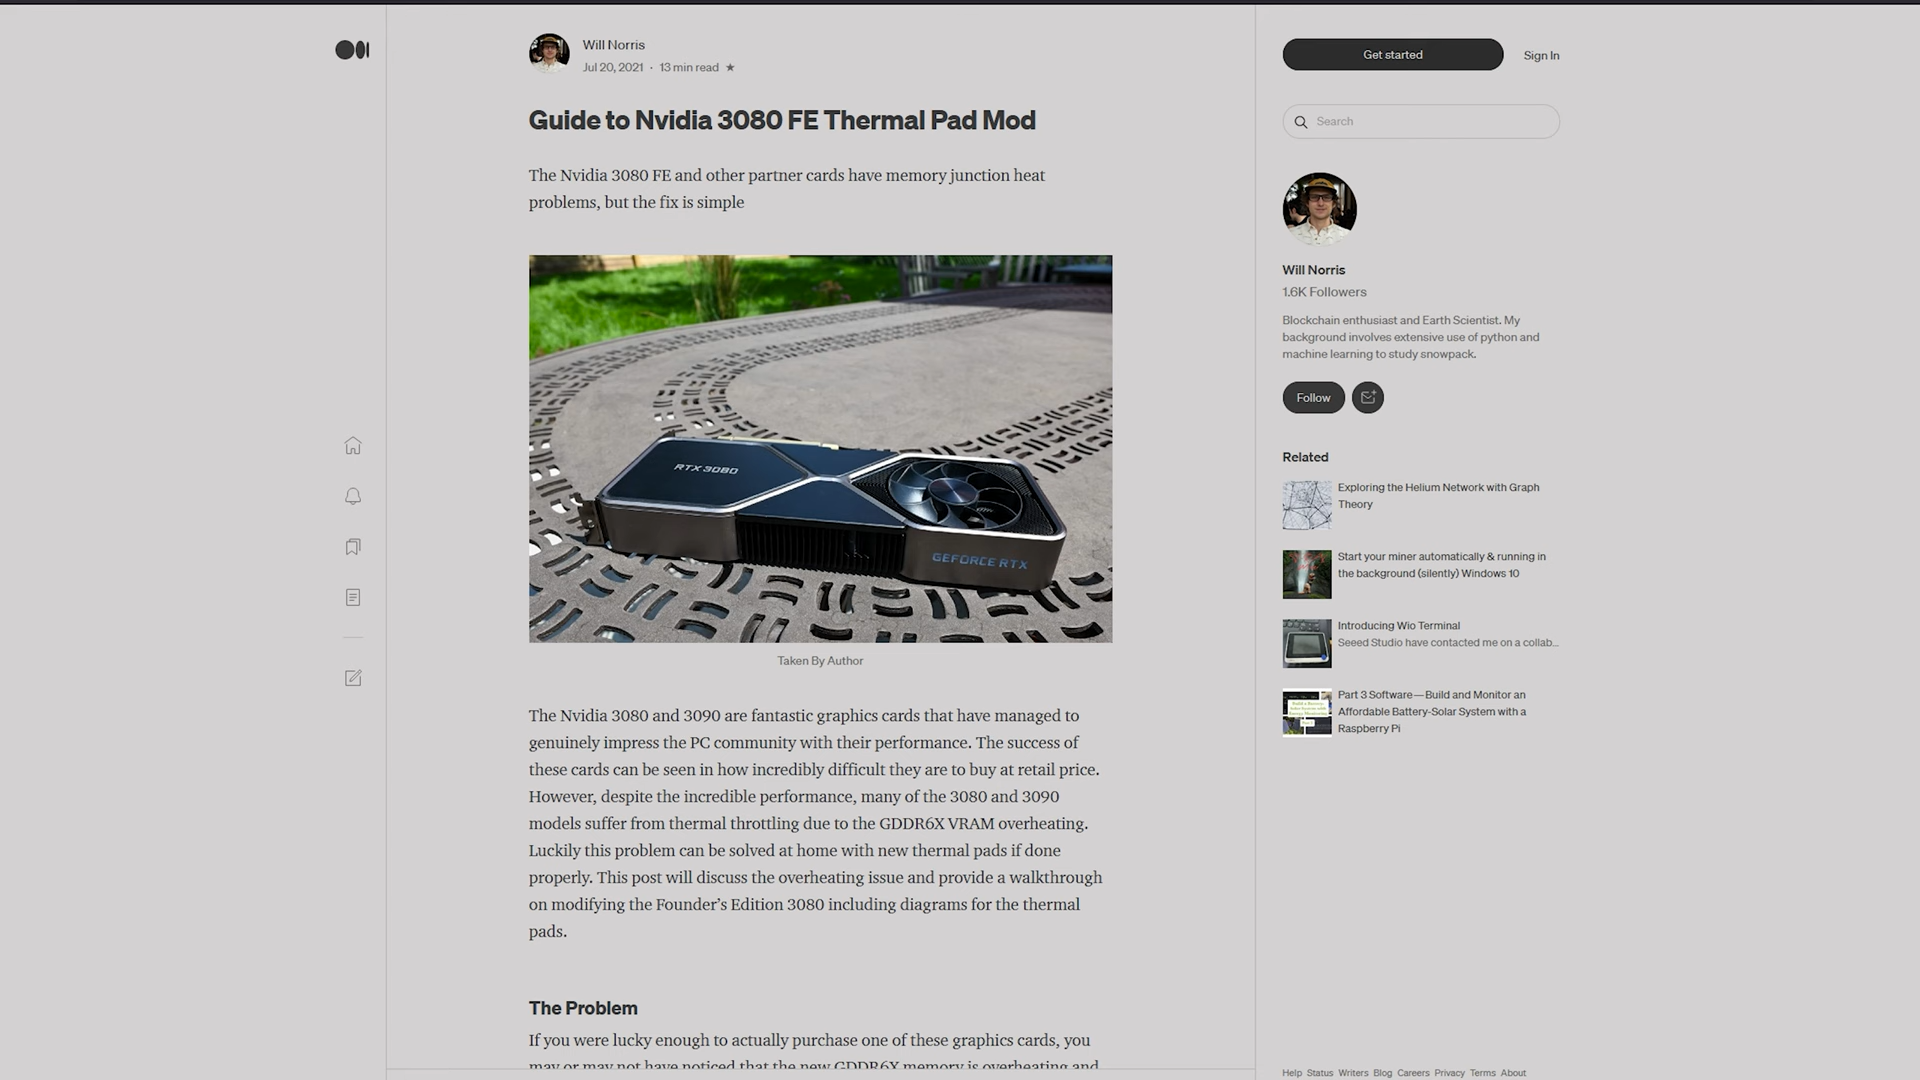 Will Norris
Jul 20, 2021 · 13 min read ★
Guide to Nvidia 3080 FE Thermal Pad Mod
The Nvidia 3080 FE and other partner cards have memory junction heat
problems, but the fix is simple
RTX 3080
GEFORCE RTX
Taken By Author
The Nvidia 3080 and 3090 are fantastic graphics cards that have managed to
genuinely impress the PC community with their performance. The success of
these cards can be seen in how incredibly difficult they are to buy at retail price.
However, despite the incredible performance, many of the 3080 and 3090
models suffer from thermal throttling due to the GDDR6X VRAM overheating.
Luckily this problem can be solved at home with new thermal pads if done
properly. This post will discuss the overheating issue and provide a walkthrough
on modifying the Founder’s Edition 3080 including diagrams for the thermal
pads.
The Problem
If you were lucky enough to actually purchase one of these graphics cards, you
may or may not have noticed that the new GDDR6X memory is overheating and
Get started
Sign In
Search
Will Norris
1.6K Followers
Blockchain enthusiast and Earth Scientist. My
background involves extensive use of python and
machine learning to study snowpack.
Follow
Related
Exploring the Helium Network with Graph
Theory
Start your miner automatically & running in
the background (silently) Windows 10
Introducing Wio Terminal
Seeed Studio have contacted me on a collab...
Part 3 Software — Build and Monitor an
Affordable Battery-Solar System with a
Raspberry Pi
Help Status Writers Blog Careers Privacy Terms About